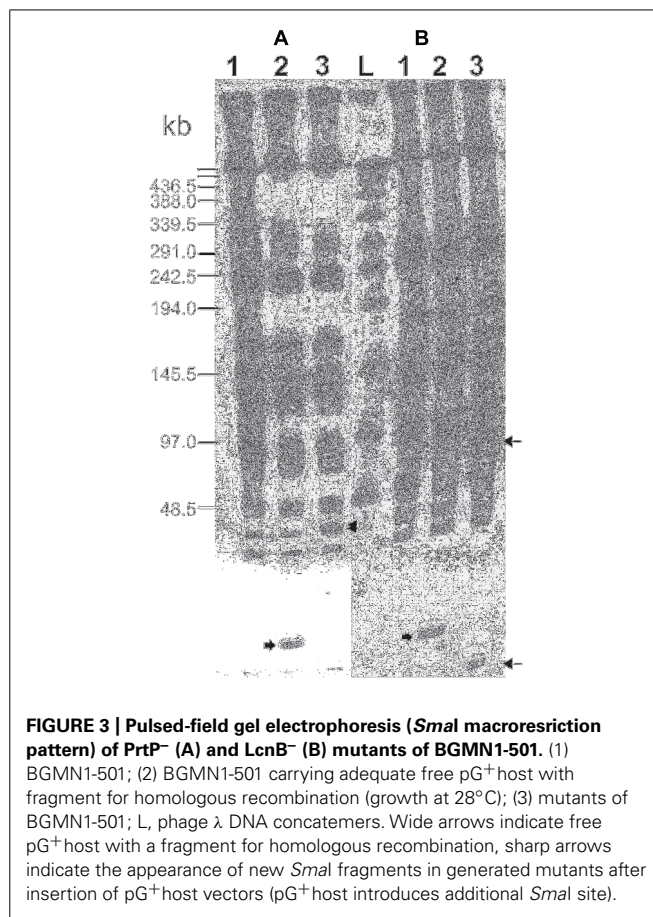 A B
1 2 3 L 1 2 3
kb
436.5
388.0
339.5
291.0
242.5
194.0
145.5
97.0
48.5
FIGURE 3 | Pulsed-field gel electrophoresis (SmaI macroresriction
pattern) of PrtP⁻ (A) and LcnB⁻ (B) mutants of BGMN1-501. (1)
BGMN1-501; (2) BGMN1-501 carrying adequate free pG⁺host with
fragment for homologous recombination (growth at 28°C); (3) mutants of
BGMN1-501; L, phage λ DNA concatemers. Wide arrows indicate free
pG⁺host with a fragment for homologous recombination, sharp arrows
indicate the appearance of new SmaI fragments in generated mutants after
insertion of pG⁺host vectors (pG⁺host introduces additional SmaI site).